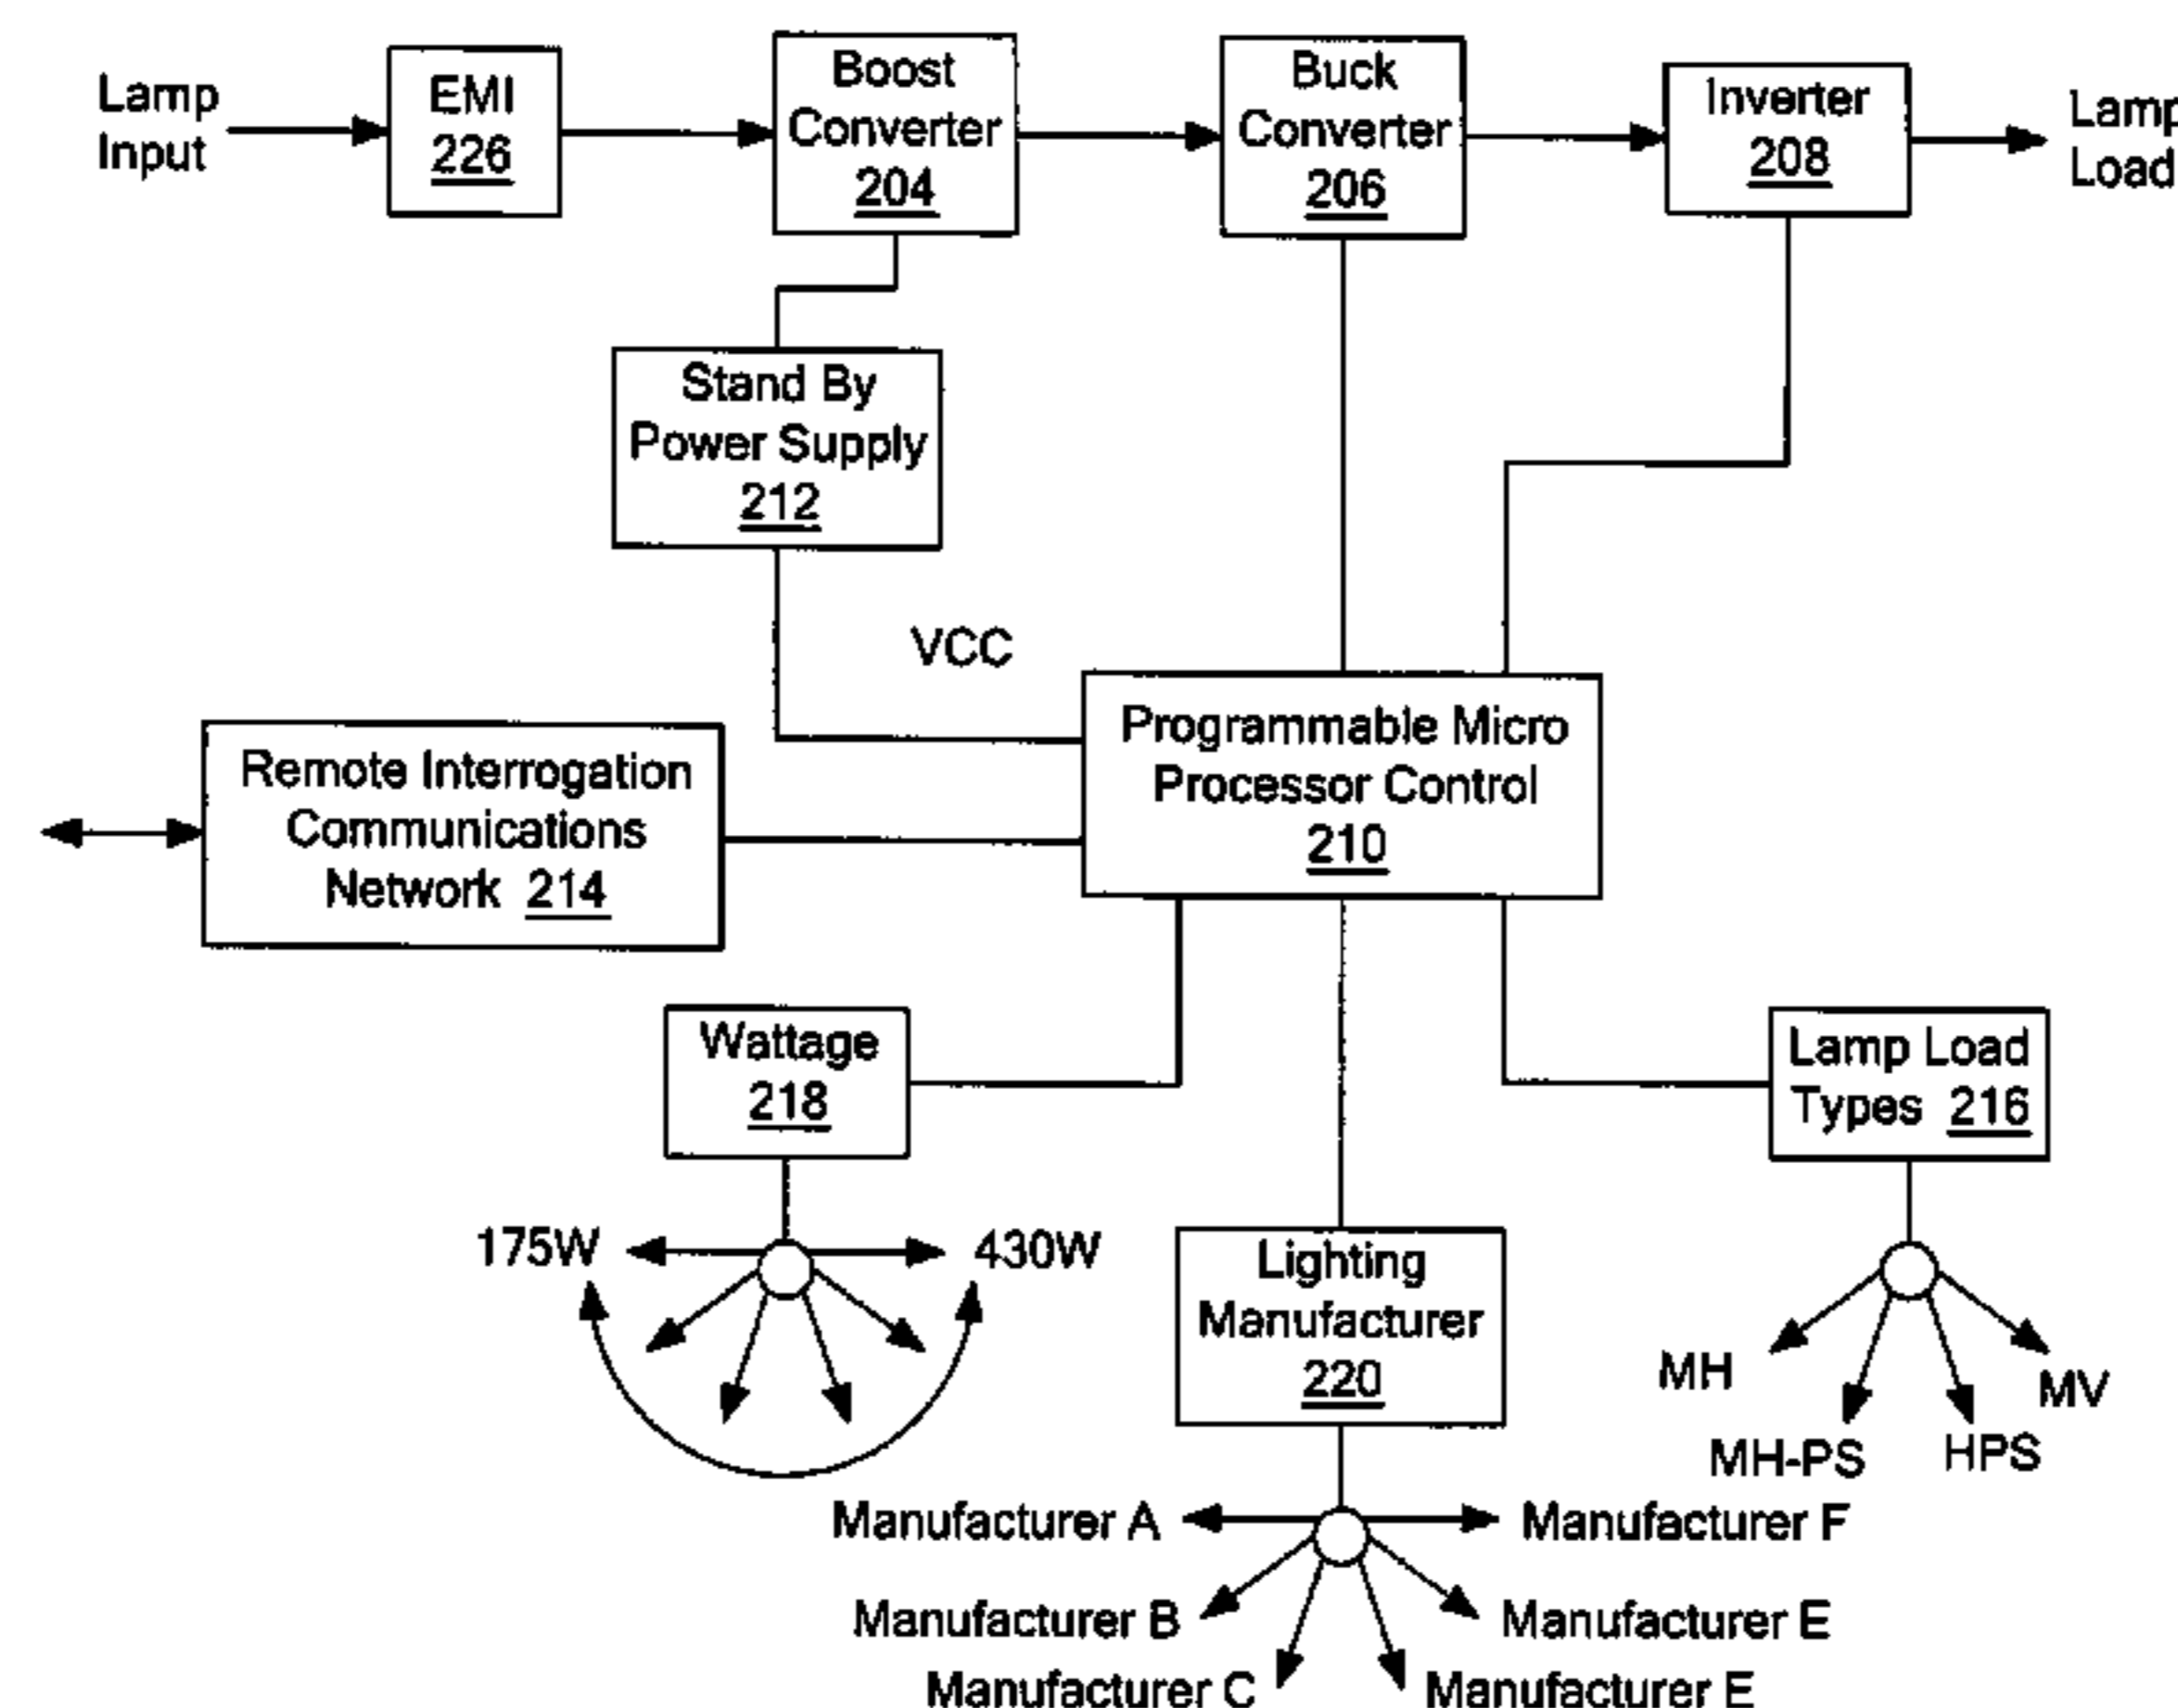 Lamp
Input
EMI
226
Boost
Converter
204
Buck
Converter
206
Inverter
208
Lamp
Load
Stand By
Power Supply
212
VCC
Programmable Micro
Processor Control
210
Remote Interrogation
Communications
Network 214
Wattage
218
Lamp Load
Types 216
175W
430W
Lighting
Manufacturer
220
MH
MV
MH-PS
HPS
Manufacturer A
Manufacturer F
Manufacturer B
Manufacturer E
Manufacturer C
Manufacturer E